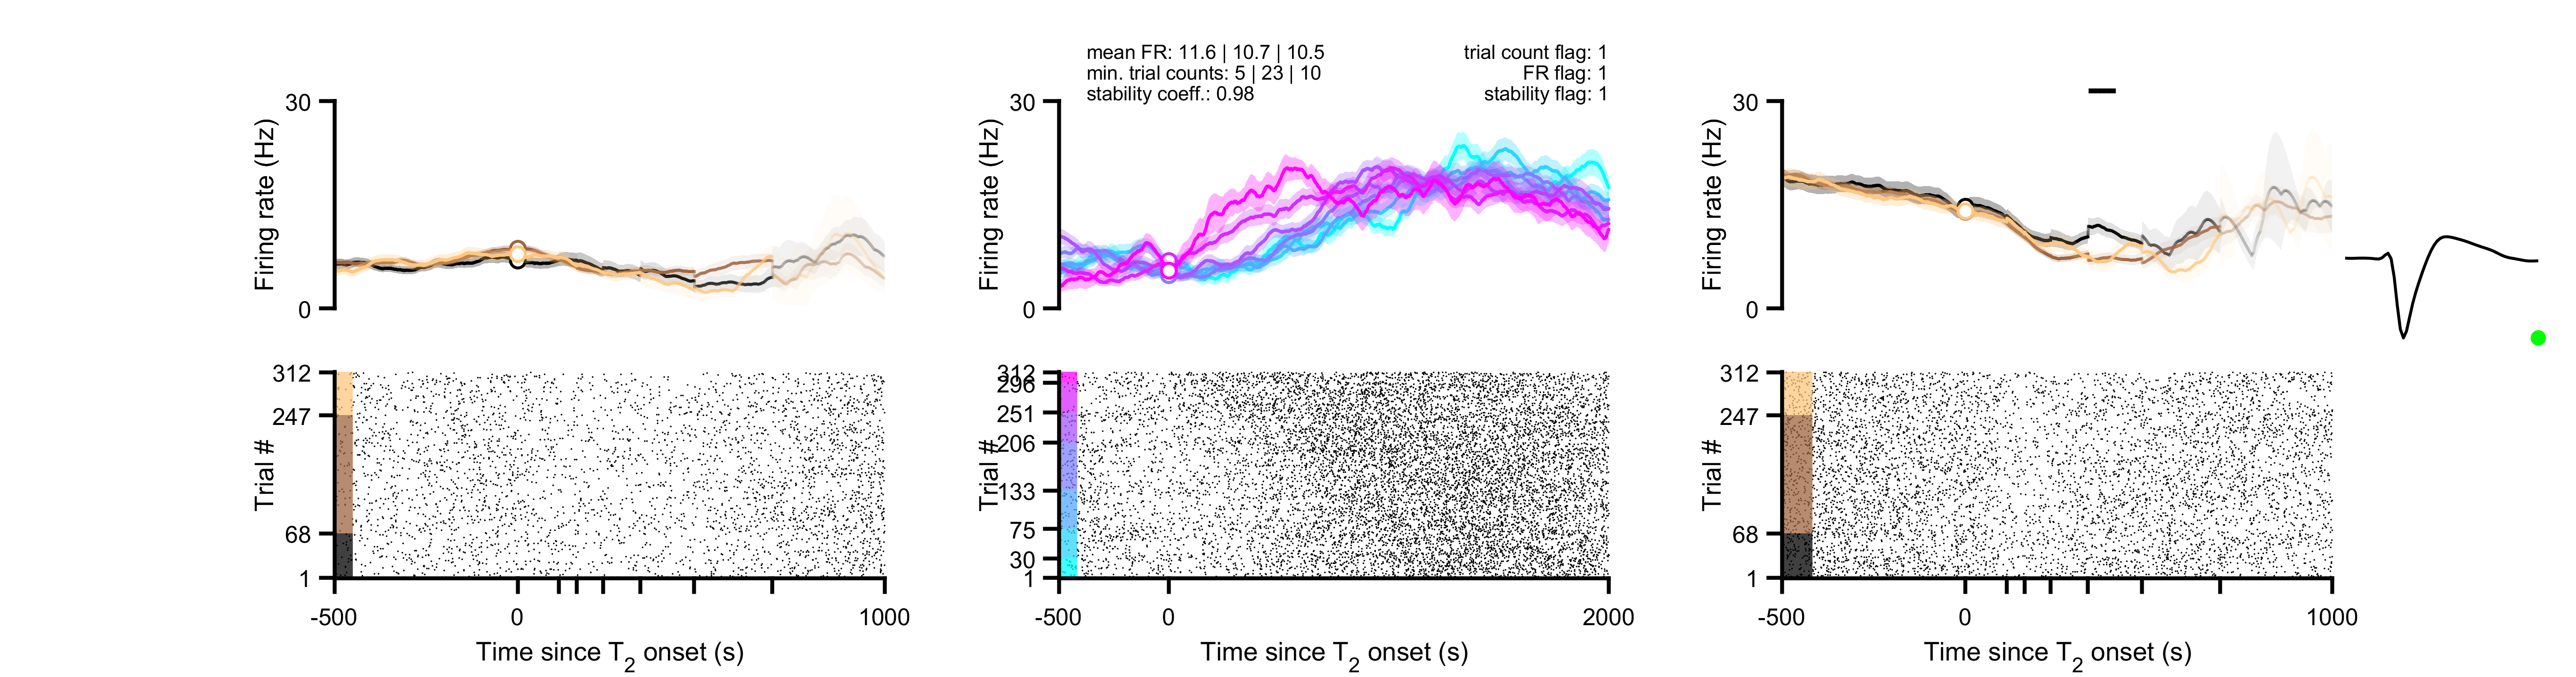 mean FR: 11.6 | 10.7 | 10.5
min. trial counts: 5 | 23 | 10
stability coeff.: 0.98
trial count flag: 1
FR flag: 1
stability flag: 1
30
Firing rate (Hz)
0
30
Firing rate (Hz)
0
30
Firing rate (Hz)
0
312
247
Trial #
68
1
-500
0
1000
Time since T2 onset (s)
312
296
251
206
Trial #
133
75
30
1
-500
0
2000
Time since T2 onset (s)
312
247
Trial #
68
1
-500
0
1000
Time since T2 onset (s)